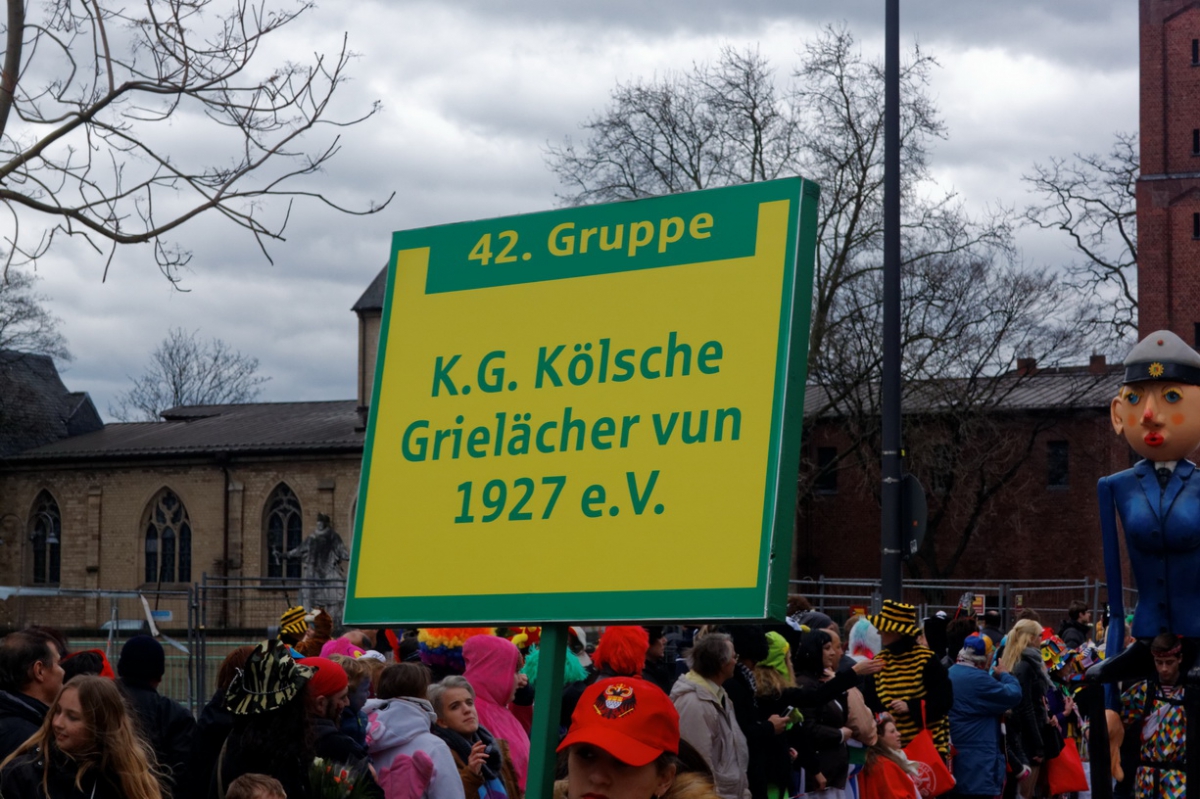 42. Gruppe
K.G. Kölsche
Grielächer vun
1927 e.V.